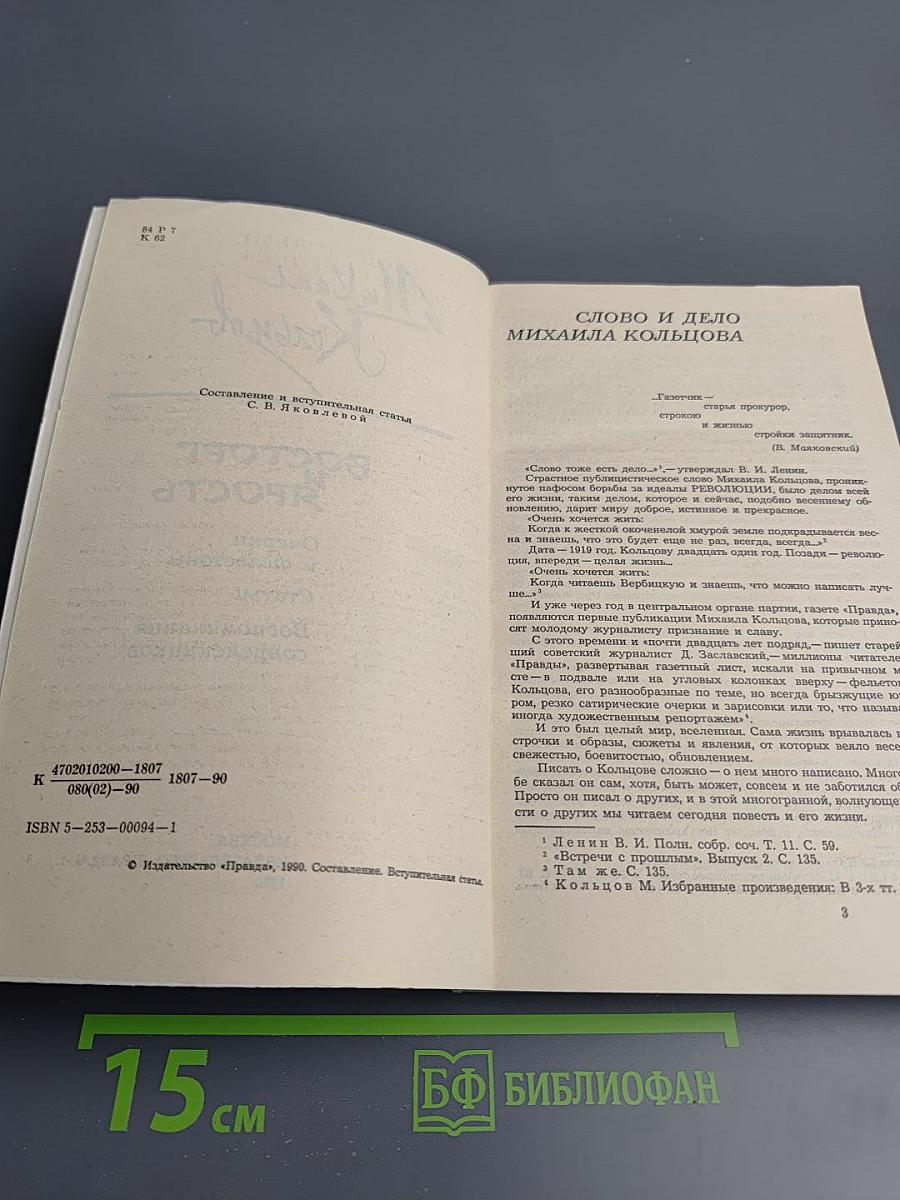 84 Р 7
К 62
Составление и вступительная статья
С. В. Яковлевой
К 4702010200—1807 1807—90
080(02)—90
ISBN 5—253—00094—1
© Издательство «Правда», 1990. Составление. Вступительная статья.
СЛОВО И ДЕЛО
МИХАИЛА КОЛЬЦОВА
...Газетчик —
старья прокурор,
строкою
и жизнью
стройки защитник.
(В. Маяковский)
«Слово тоже есть дело...»¹,— утверждал В. И. Ленин.
Страстное публицистическое слово Михаила Кольцова, проник-
нутое пафосом борьбы за идеалы РЕВОЛЮЦИИ, было делом всей
его жизни, таким делом, которое и сейчас, подобно весеннему об-
новлению, дарит миру доброе, истинное и прекрасное.
«Очень хочется жить:
Когда к жесткой окоченелой хмурой земле подкрадывается вес-
на и знаешь, что это будет еще не раз, всегда, всегда...»²
Дата — 1919 год. Кольцову двадцать один год. Позади — револю-
ция, впереди — целая жизнь...
«Очень хочется жить:
Когда читаешь Вербицкую и знаешь, что можно написать луч-
ше...»³
И уже через год в центральном органе партии, газете «Правда»,
появляются первые публикации Михаила Кольцова, которые прино-
сят молодому журналисту признание и славу.
С этого времени и «почти двадцать лет подряд,— пишет старей
ший советский журналист Д. Заславский,— миллионы читателе
«Правды», развертывая газетный лист, искали на привычном м
сте — в подвале или на угловых колонках вверху — фельето
Кольцова, его разнообразные по теме, но всегда брызжущие ю
ром, резко сатирические очерки и зарисовки или то, что называ
иногда художественным репортажем»⁴.
И это был целый мир, вселенная. Сама жизнь врывалась в
строчки и образы, сюжеты и явления, от которых веяло весе
свежестью, боевитостью, обновлением.
Писать о Кольцове сложно — о нем много написано. Много
бе сказал он сам, хотя, быть может, совсем и не заботился об
Просто он писал о других, и в этой многогранной, волнующе
сти о других мы читаем сегодня повесть и его жизни.
¹ Ленин В. И. Полн. собр. соч. Т. 11. С. 59.
² «Встречи с прошлым». Выпуск 2. С. 135.
³ Там же. С. 135.
⁴ Кольцов М. Избранные произведения: В 3-х тт.
3
15 см
БФ БИБЛИОФАН